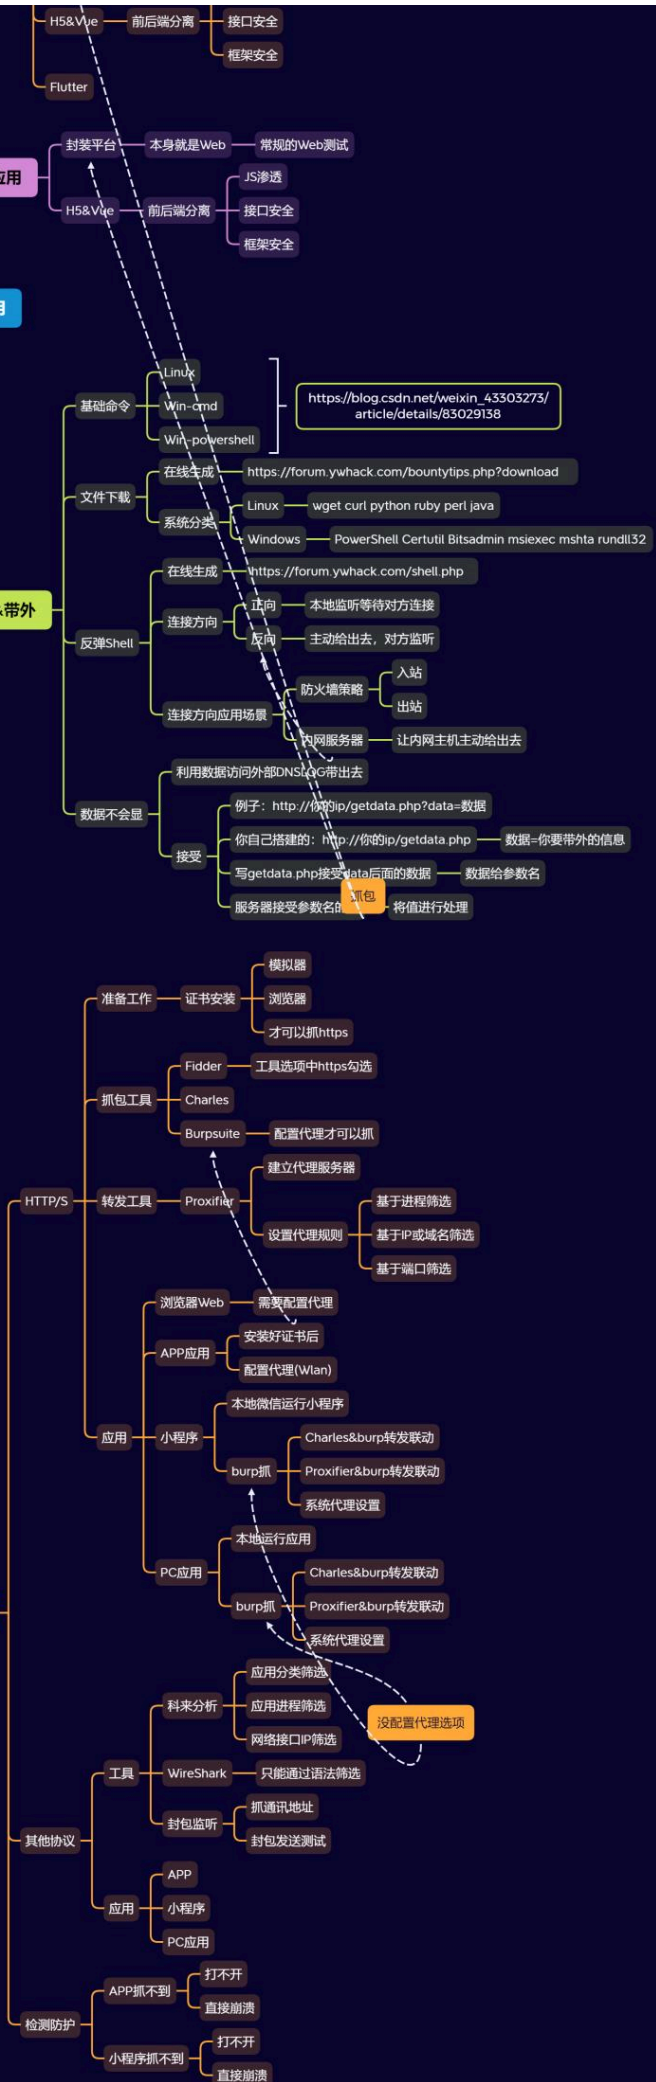 H5&Vue
前后端分离
接口安全
框架安全
Flutter
应用
封装平台
本身就是Web
常规的Web测试
H5&Vue
前后端分离
JS渗透
接口安全
框架安全
用
&带外
基础命令
Linux
Win-cmd
Win-powershell
https://blog.csdn.net/weixin_43303273/
article/details/83029138
文件下载
在线生成
https://forum.ywhack.com/bountytips.php?download
系统分类
Linux
wget curl python ruby perl java
Windows
PowerShell Certutil Bitsadmin msiexec mshta rundll32
反弹Shell
在线生成
https://forum.ywhack.com/shell.php
连接方向
正向
本地监听等待对方连接
反向
主动给出去，对方监听
连接方向应用场景
防火墙策略
入站
出站
内网服务器
让内网主机主动给出去
数据不会显
利用数据访问外部DNSLOG带出去
接受
例子：http://你的ip/getdata.php?data=数据
你自己搭建的：http://你的ip/getdata.php
数据=你要带外的信息
写getdata.php接受data后面的数据
数据给参数名
服务器接受参数名的
将值进行处理
抓包
HTTP/S
准备工作
证书安装
模拟器
浏览器
才可以抓https
抓包工具
Fidder
工具选项中https勾选
Charles
Burpsuite
配置代理才可以抓
转发工具
Proxifier
建立代理服务器
设置代理规则
基于进程筛选
基于IP或域名筛选
基于端口筛选
应用
浏览器Web
需要配置代理
APP应用
安装好证书后
配置代理(Wlan)
小程序
本地微信运行小程序
burp抓
Charles&burp转发联动
Proxifier&burp转发联动
系统代理设置
PC应用
本地运行应用
burp抓
Charles&burp转发联动
Proxifier&burp转发联动
系统代理设置
没配置代理选项
其他协议
工具
科来分析
应用分类筛选
应用进程筛选
网络接口IP筛选
WireShark
只能通过语法筛选
封包监听
抓通讯地址
封包发送测试
应用
APP
小程序
PC应用
检测防护
APP抓不到
打不开
直接崩溃
小程序抓不到
打不开
直接崩溃